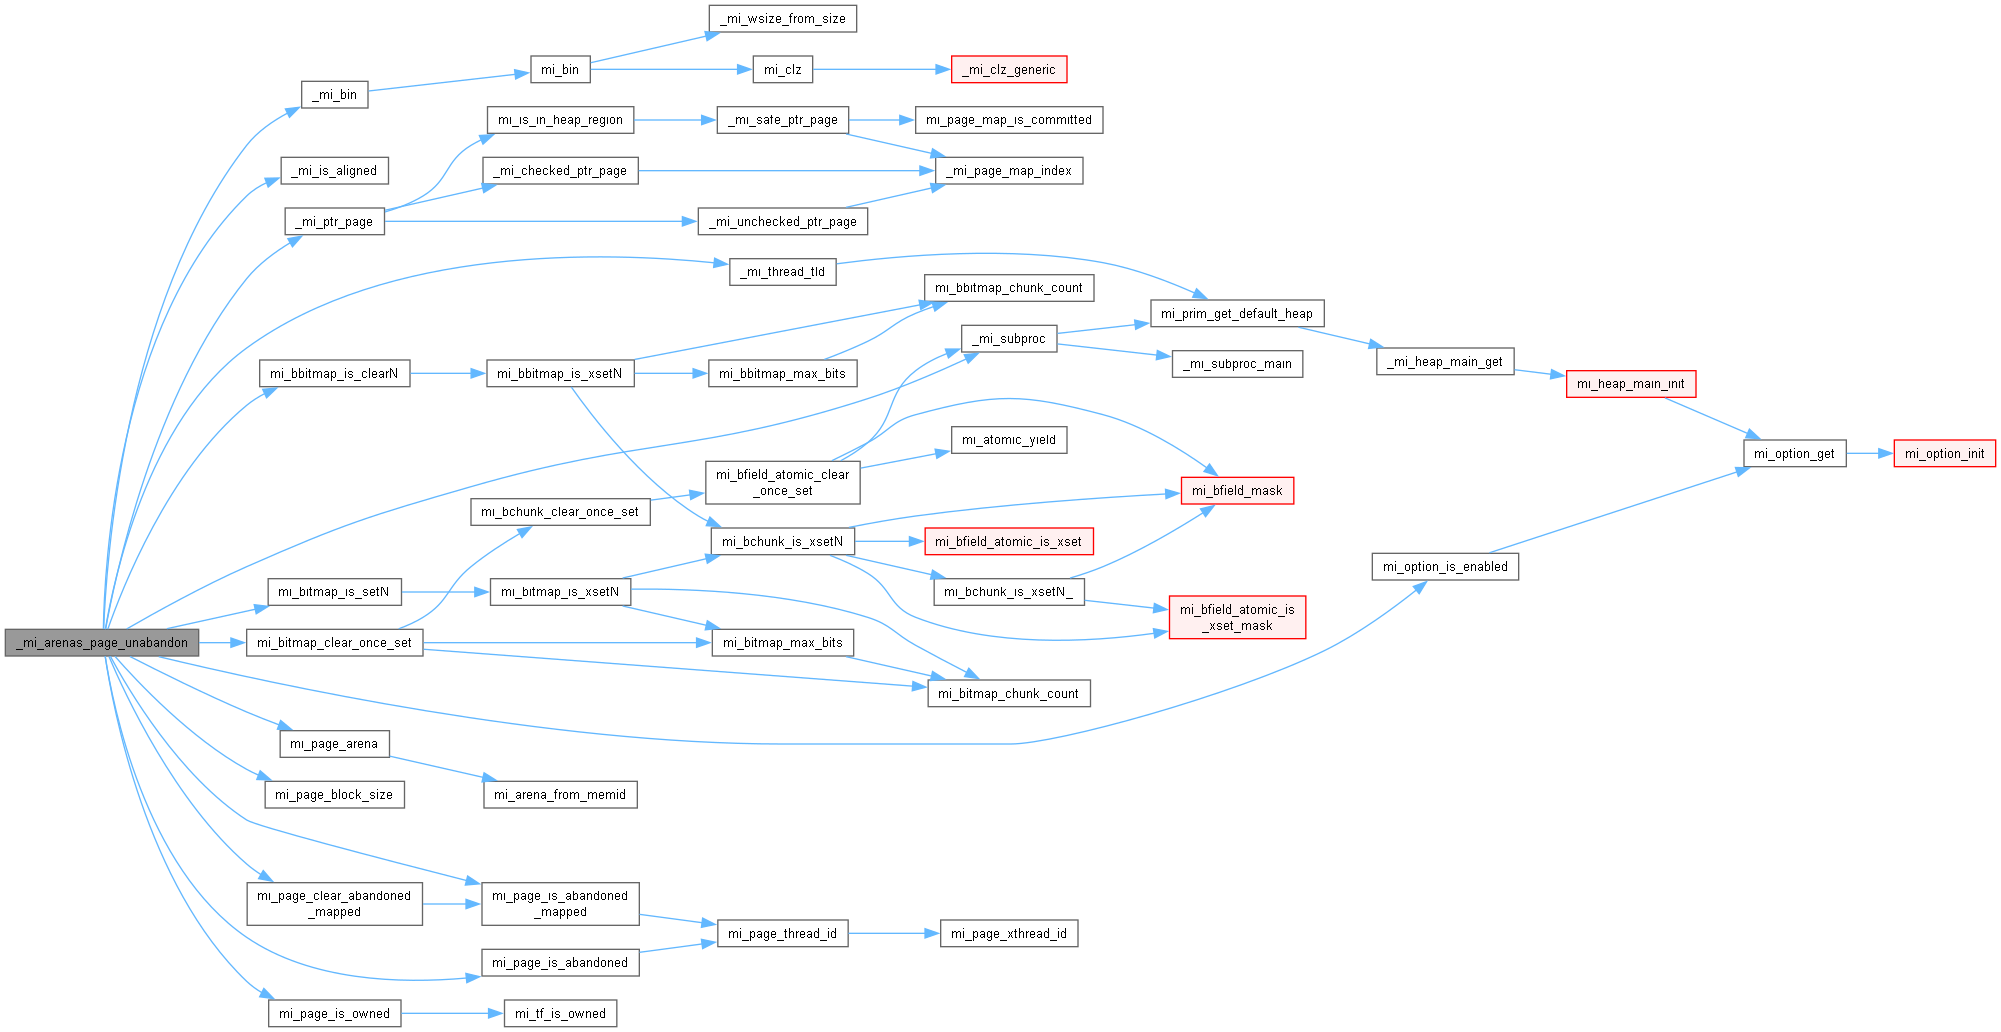 _mi_wsize_from_size
mi_bin
mi_clz
_mi_clz_generic
_mi_bin
mi_is_in_heap_region
_mi_safe_ptr_page
mi_page_map_is_committed
_mi_is_aligned
_mi_checked_ptr_page
_mi_page_map_index
_mi_ptr_page
_mi_unchecked_ptr_page
_mi_thread_tld
mi_bbitmap_chunk_count
mi_prim_get_default_heap
_mi_subproc
_mi_subproc_main
_mi_heap_main_get
mi_bbitmap_is_clearN
mi_bbitmap_is_xsetN
mi_bbitmap_max_bits
mi_heap_main_init
mi_atomic_yield
mi_option_get
mi_option_init
mi_bfield_atomic_clear
_once_set
mi_bfield_mask
mi_bchunk_clear_once_set
mi_bchunk_is_xsetN
mi_bfield_atomic_is_xset
mi_option_is_enabled
mi_bitmap_is_setN
mi_bitmap_is_xsetN
mi_bchunk_is_xsetN_
mi_bfield_atomic_is
_xset_mask
_mi_arenas_page_unabandon
mi_bitmap_clear_once_set
mi_bitmap_max_bits
mi_bitmap_chunk_count
mi_page_arena
mi_page_block_size
mi_arena_from_memid
mi_page_clear_abandoned
_mapped
mi_page_is_abandoned
_mapped
mi_page_thread_id
mi_page_xthread_id
mi_page_is_abandoned
mi_page_is_owned
mi_tf_is_owned